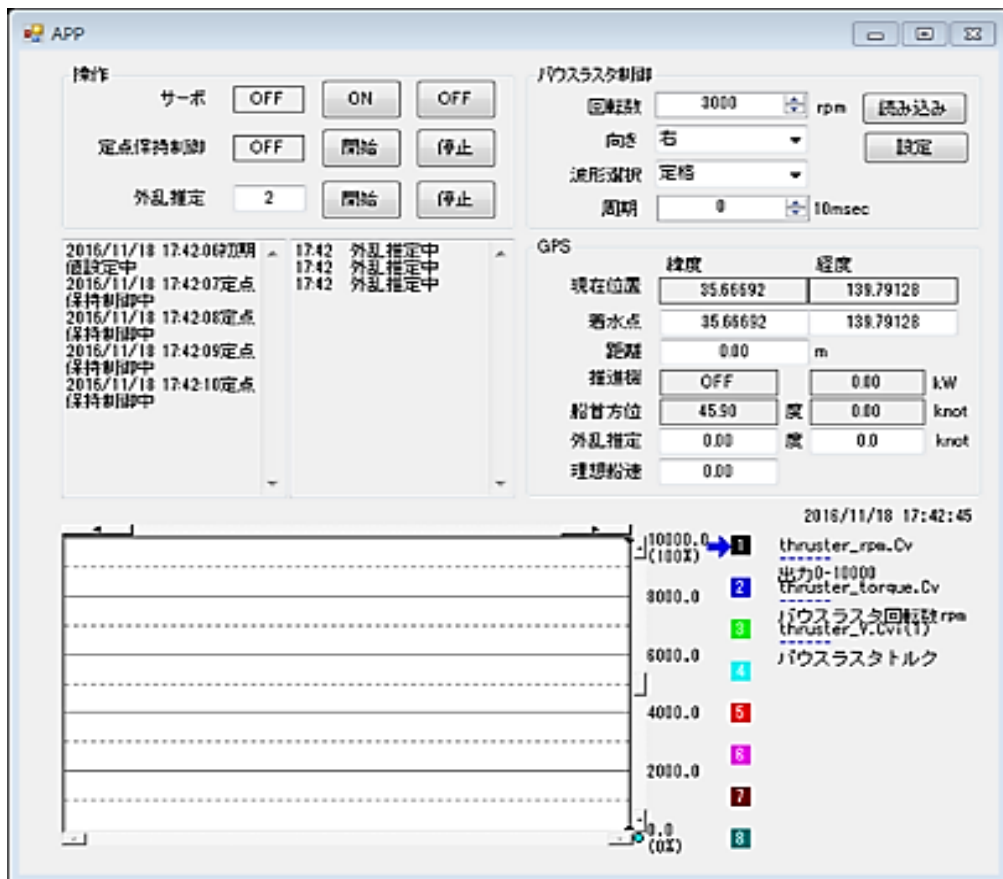 APP
操作
サーボ OFF ON OFF
定点保持制御 OFF 開始 停止
外乱推定 2 開始 停止
バウスラスタ制御
回転数 3000 rpm 読み込み
向き 右 設定
波形選択 定格
周期 0 10msec
2016/11/18 17:42:06初期
値設定中
2016/11/18 17:42:07定点
保持制御中
2016/11/18 17:42:08定点
保持制御中
2016/11/18 17:42:09定点
保持制御中
2016/11/18 17:42:10定点
保持制御中
17:42 外乱推定中
17:42 外乱推定中
17:42 外乱推定中
GPS
緯度 経度
現在位置 35.66692 139.79128
着水点 35.66692 139.79128
距離 0.00 m
推進機 OFF 0.00 kW
船首方位 45.90 度 0.00 knot
外乱推定 0.00 度 0.0 knot
理想船速 0.00
2016/11/18 17:42:45
10000.0
(100%)
8000.0
6000.0
4000.0
2000.0
0.0
(0%)
1 thruster_rpm.Cv
出力0-10000
2 thruster_torque.Cv
バウスラスタ回転数rpm
3 thruster_V.Cvi(1)
バウスラスタトルク
4
5
6
7
8